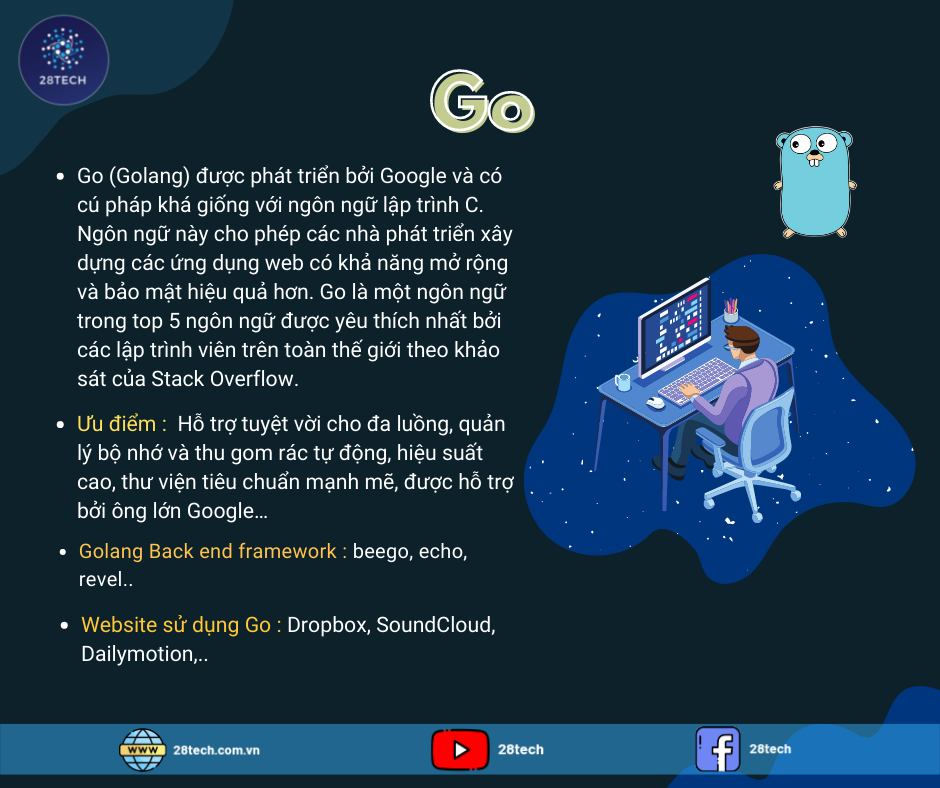 28TECH
Go
Go (Golang) được phát triển bởi Google và có
cú pháp khá giống với ngôn ngữ lập trình C.
Ngôn ngữ này cho phép các nhà phát triển xây
dựng các ứng dụng web có khả năng mở rộng
và bảo mật hiệu quả hơn. Go là một ngôn ngữ
trong top 5 ngôn ngữ được yêu thích nhất bởi
các lập trình viên trên toàn thế giới theo khảo
sát của Stack Overflow.
Ưu điểm : Hỗ trợ tuyệt vời cho đa luồng, quản
lý bộ nhớ và thu gom rác tự động, hiệu suất
cao, thư viện tiêu chuẩn mạnh mẽ, được hỗ trợ
bởi ông lớn Google...
Golang Back end framework : beego, echo,
revel..
Website sử dụng Go : Dropbox, SoundCloud,
Dailymotion,..
WWW 28tech.com.vn 28tech f 28tech